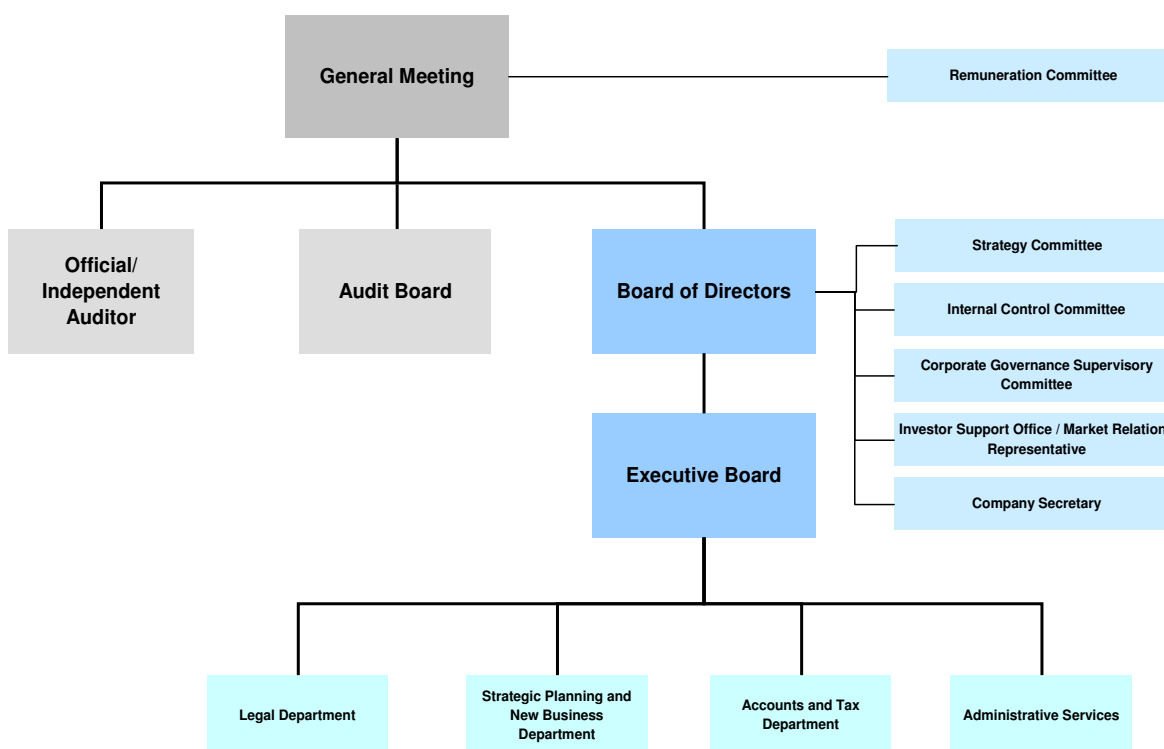 General Meeting
Remuneration Committee
Official/
Independent
Auditor
Audit Board
Board of Directors
Strategy Committee
Internal Control Committee
Corporate Governance Supervisory
Committee
Investor Support Office / Market Relation
Representative
Company Secretary
Executive Board
Legal Department
Strategic Planning and
New Business
Department
Accounts and Tax
Department
Administrative Services